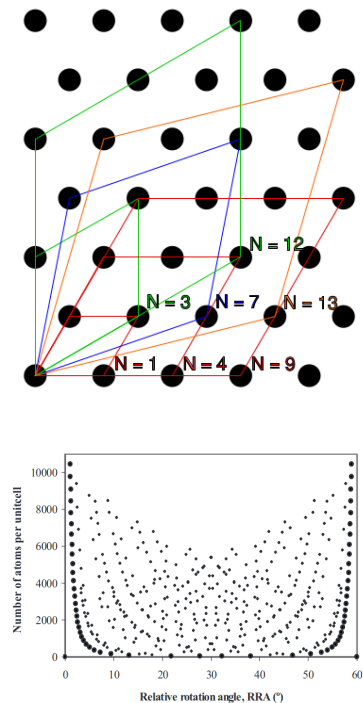 N = 12
N = 3
N = 7
N = 13
N = 1
N = 4
N = 9
Number of atoms per unitcell
10000
8000
6000
4000
2000
0
0
10
20
30
40
50
60
Relative rotation angle, RRA (º)